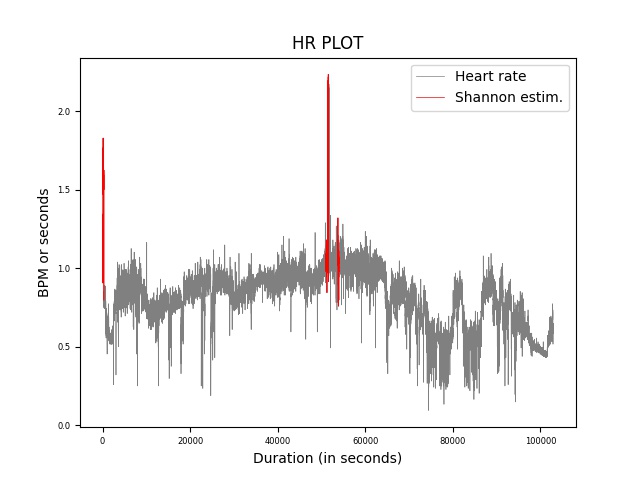 HR PLOT
Heart rate
Shannon estim.
BPM or seconds
2.0
1.5
1.0
0.5
0.0
0
20000
40000
60000
80000
100000
Duration (in seconds)